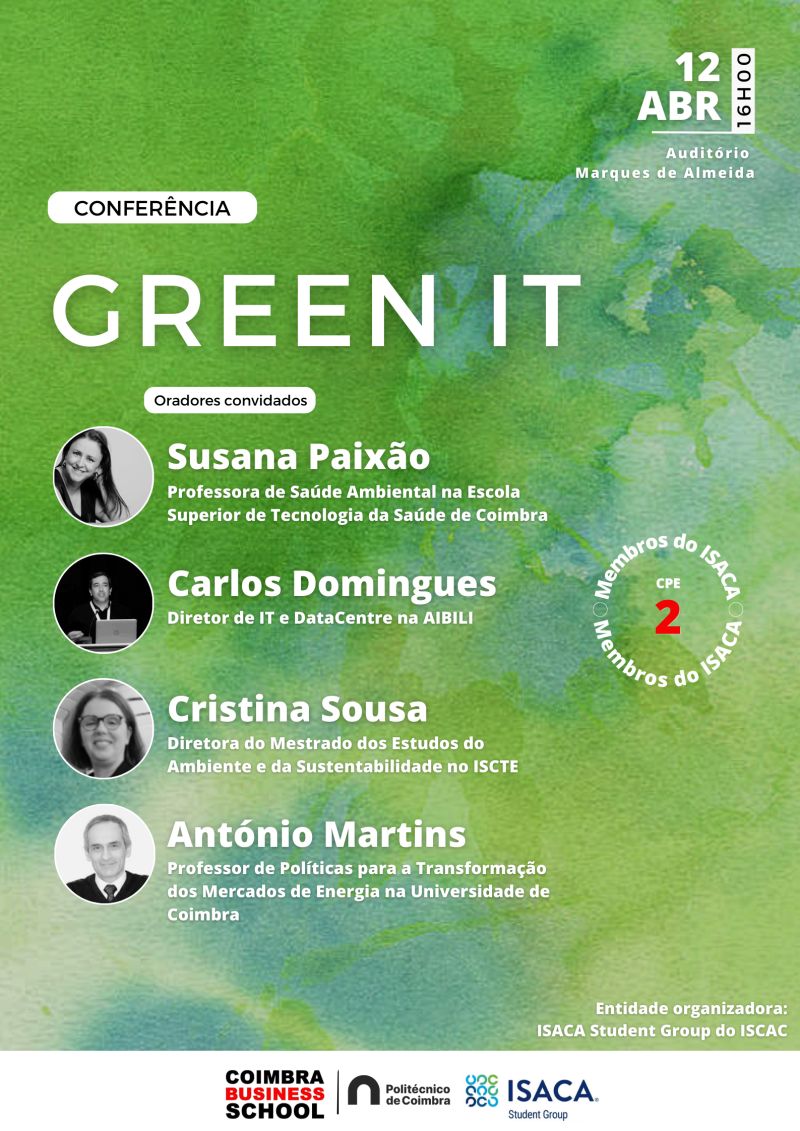 12
ABR
16H00
Auditório
Marques de Almeida
CONFERÊNCIA
GREEN IT
Oradores convidados
Susana Paixão
Professora de Saúde Ambiental na Escola
Superior de Tecnologia da Saúde de Coimbra
Carlos Domingues
Diretor de IT e DataCentre na AIBILI
Membros do ISACA
CPE
2
Membros do ISACA
Cristina Sousa
Diretora do Mestrado dos Estudos do
Ambiente e da Sustentabilidade no ISCTE
António Martins
Professor de Políticas para a Transformação
dos Mercados de Energia na Universidade de
Coimbra
Entidade organizadora:
ISACA Student Group do ISCAC
COIMBRA
BUSINESS
SCHOOL
Politécnico
de Coimbra
ISACA.
Student Group